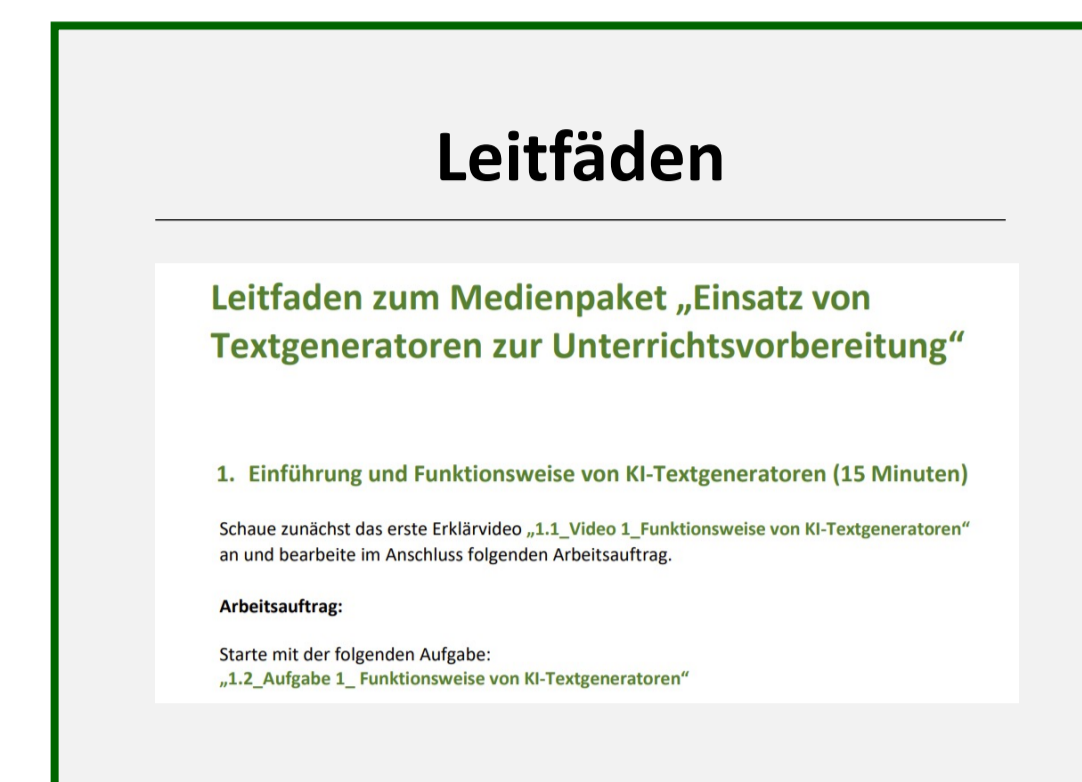 Leitfäden
Leitfaden zum Medienpaket „Einsatz von
Textgeneratoren zur Unterrichtsvorbereitung“
1. Einführung und Funktionsweise von KI-Textgeneratoren (15 Minuten)
Schaue zunächst das erste Erklärvideo „1.1_Video 1_Funktionsweise von KI-Textgeneratoren“
an und bearbeite im Anschluss folgenden Arbeitsauftrag.
Arbeitsauftrag:
Starte mit der folgenden Aufgabe:
„1.2_Aufgabe 1_ Funktionsweise von KI-Textgeneratoren“